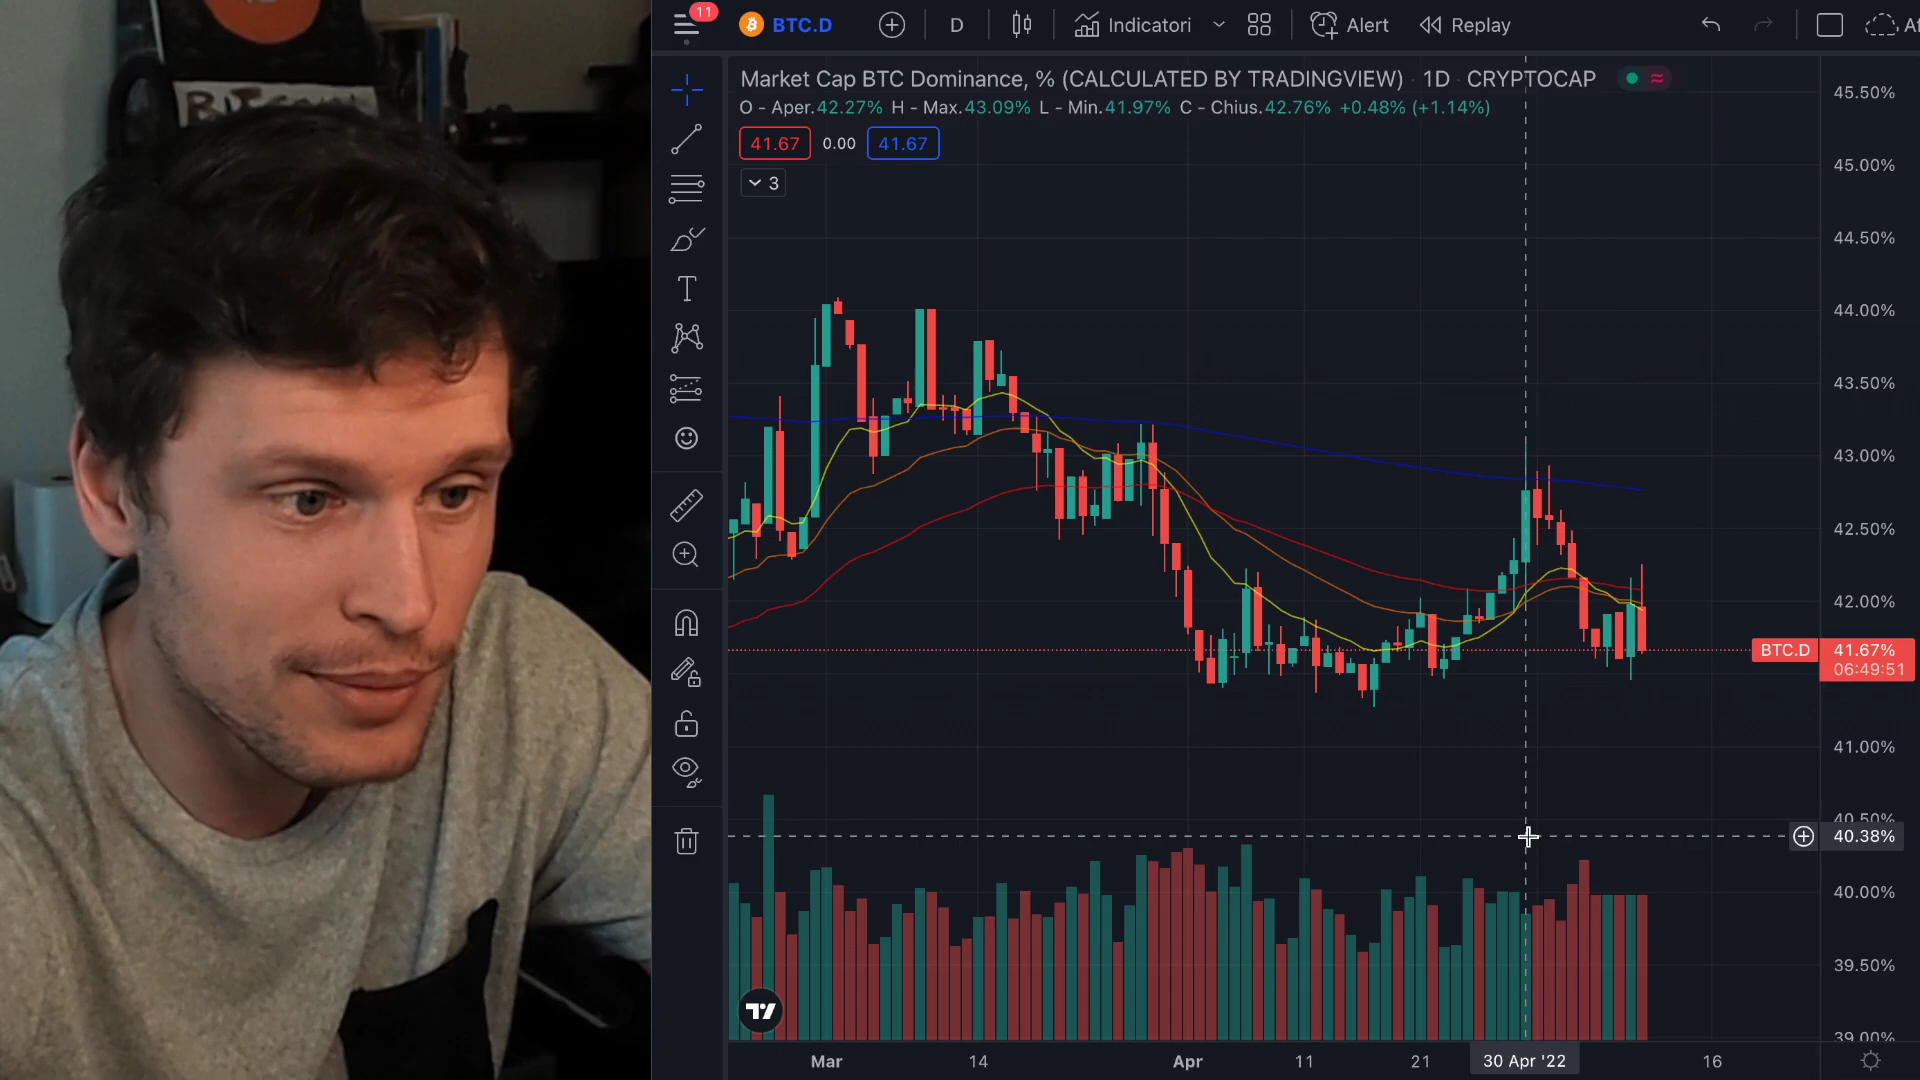 11
BTC.D
D
Indicatori
Alert
Replay
Market Cap BTC Dominance, % (CALCULATED BY TRADINGVIEW) · 1D · CRYPTOCAP
O - Aper.42.27% H - Max.43.09% L - Min.41.97% C - Chius.42.76% +0.48% (+1.14%)
41.67 0.00 41.67
3
45.50%
45.00%
44.50%
44.00%
43.50%
43.00%
42.50%
42.00%
BTC.D 41.67%
06:49:51
41.00%
40.50%
40.38%
40.00%
39.50%
39.00%
Mar 14 Apr 11 21 30 Apr '22 16